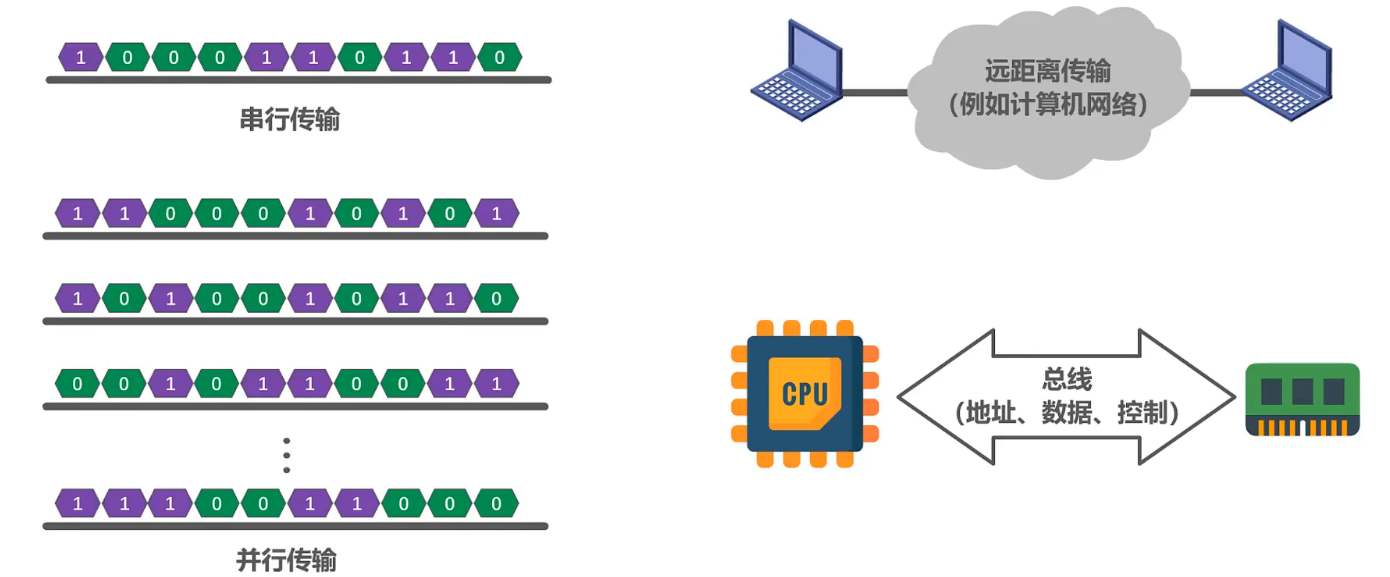 1 0 0 0 1 1 0 1 1 0
串行传输
1 1 0 0 0 1 0 1 0 1
1 0 1 0 0 1 0 1 1 0
0 0 1 0 1 1 0 0 1 1
1 1 1 0 0 1 1 0 0 0
并行传输
远距离传输
（例如计算机网络）
CPU
总线
（地址、数据、控制）